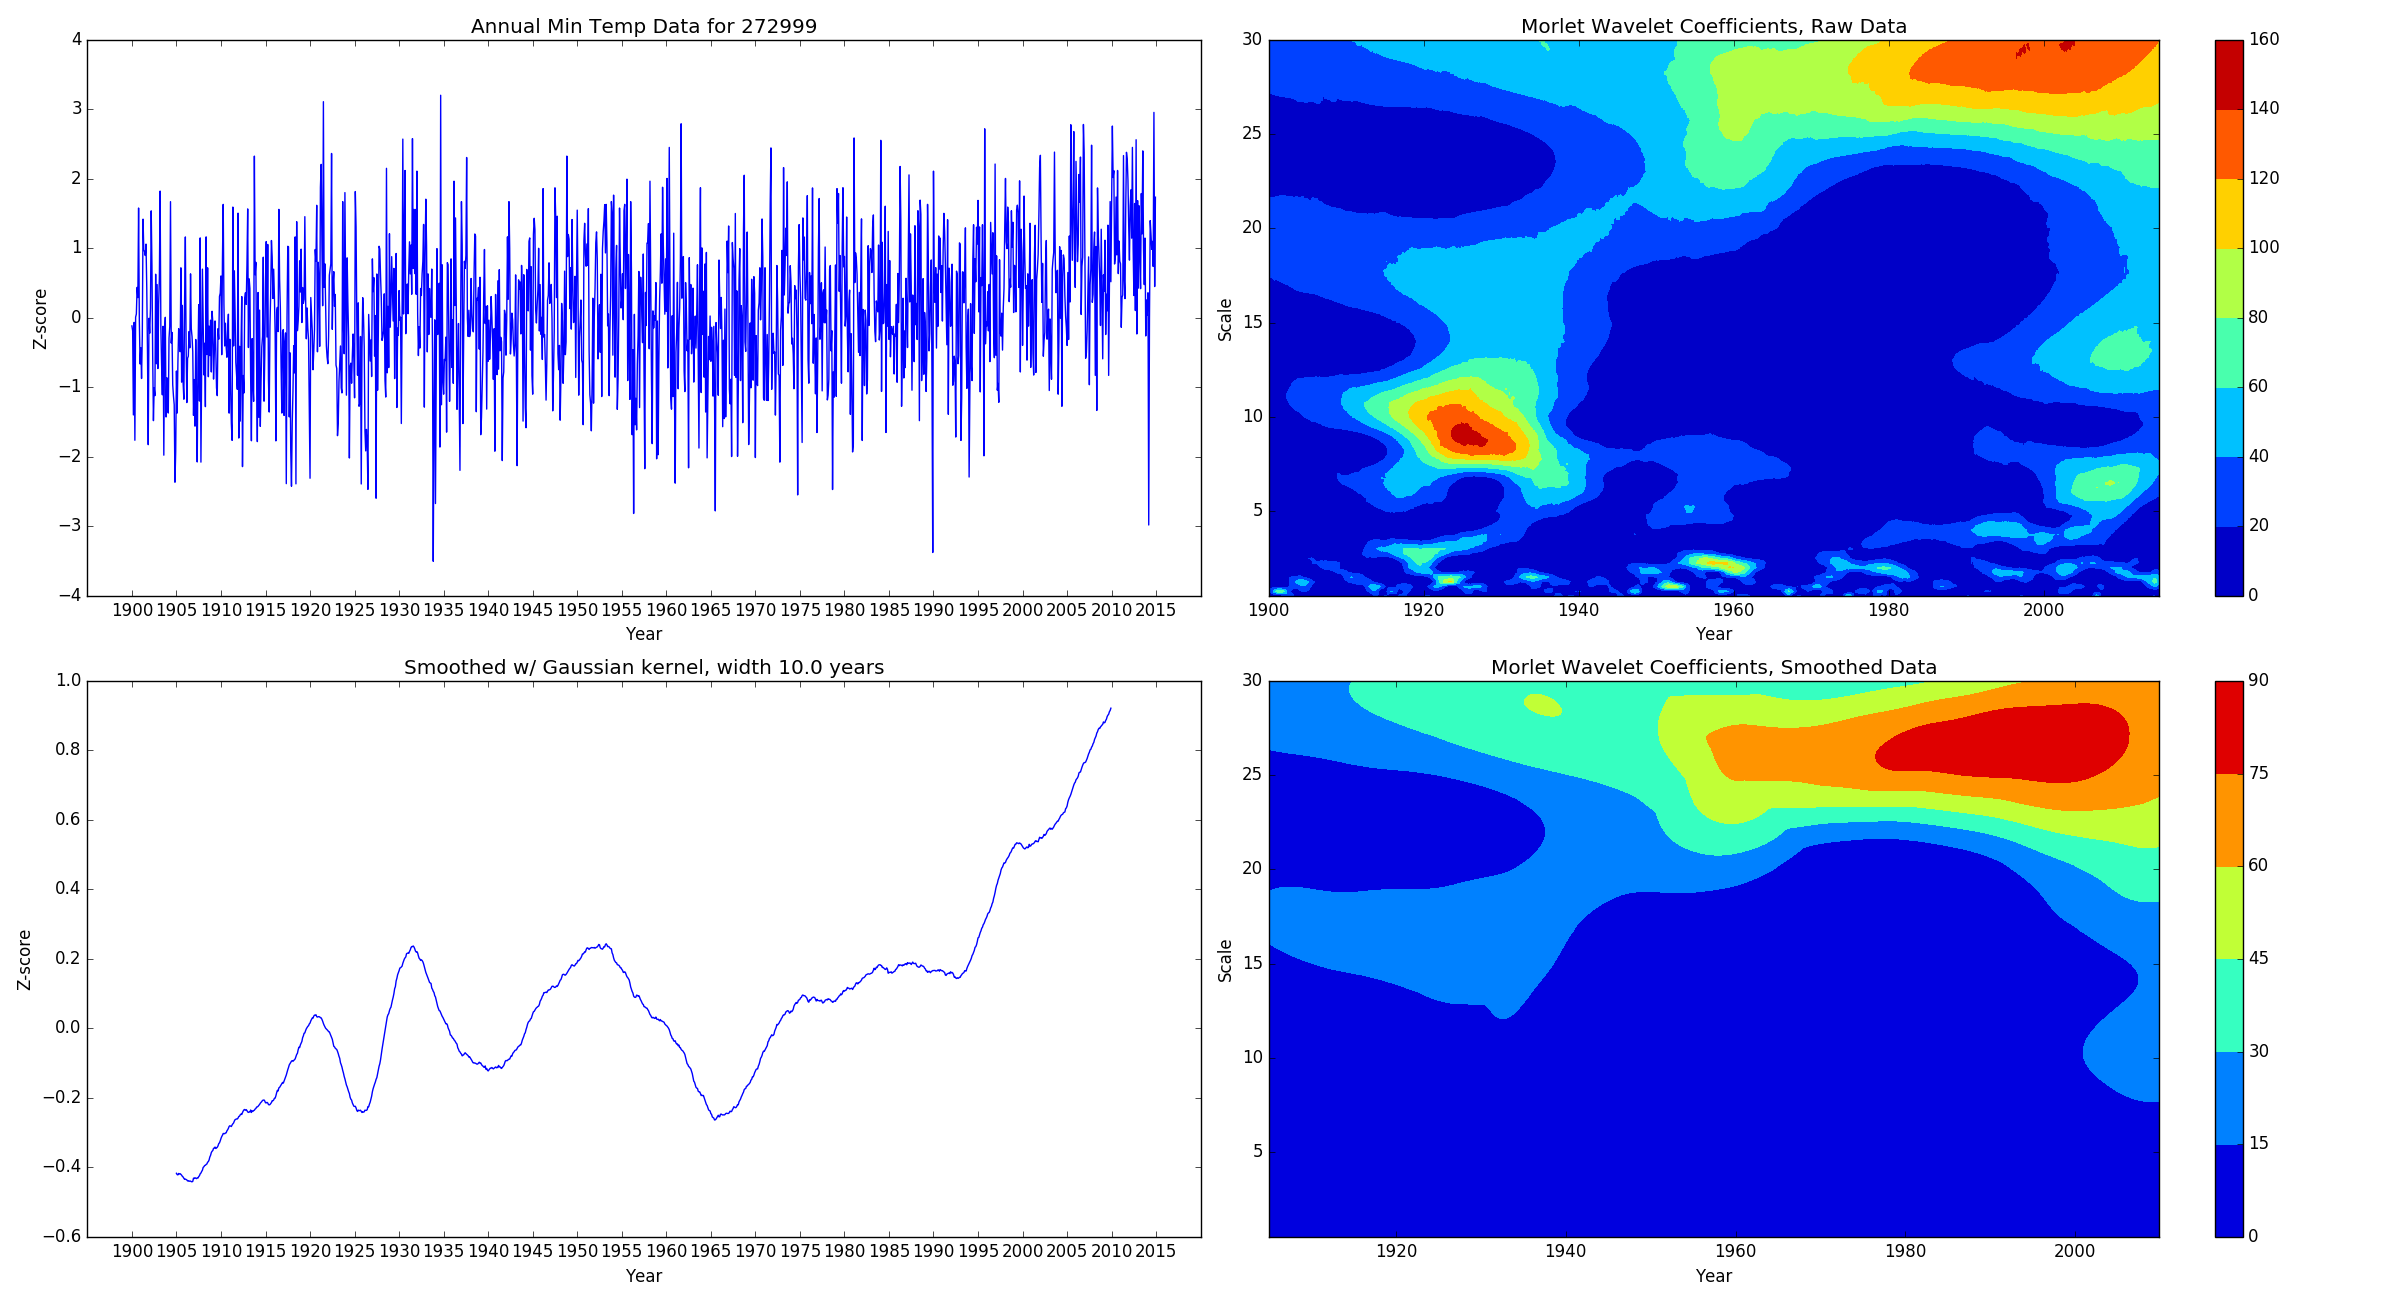 Annual Min Temp Data for 272999
4
3
2
1
0
−1
−2
−3
−4
Z-score
1900 1905 1910 1915 1920 1925 1930 1935 1940 1945 1950 1955 1960 1965 1970 1975 1980 1985 1990 1995 2000 2005 2010 2015
Year
Morlet Wavelet Coefficients, Raw Data
30
25
20
15
10
5
Scale
1900 1920 1940 1960 1980 2000
Year
160
140
120
100
80
60
40
20
0
Smoothed w/ Gaussian kernel, width 10.0 years
1.0
0.8
0.6
0.4
0.2
0.0
−0.2
−0.4
−0.6
Z-score
1900 1905 1910 1915 1920 1925 1930 1935 1940 1945 1950 1955 1960 1965 1970 1975 1980 1985 1990 1995 2000 2005 2010 2015
Year
Morlet Wavelet Coefficients, Smoothed Data
30
25
20
15
10
5
Scale
1920 1940 1960 1980 2000
Year
90
75
60
45
30
15
0